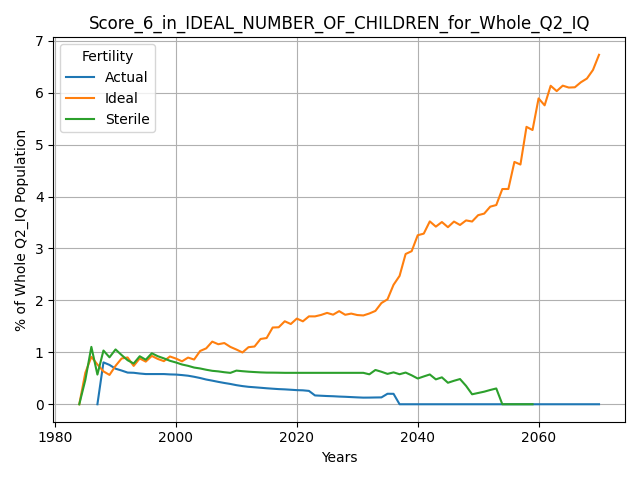 Score_6_in_IDEAL_NUMBER_OF_CHILDREN_for_Whole_Q2_IQ
Fertility
Actual
Ideal
Sterile
% of Whole Q2_IQ Population
7
6
5
4
3
2
1
0
1980
2000
2020
2040
2060
Years